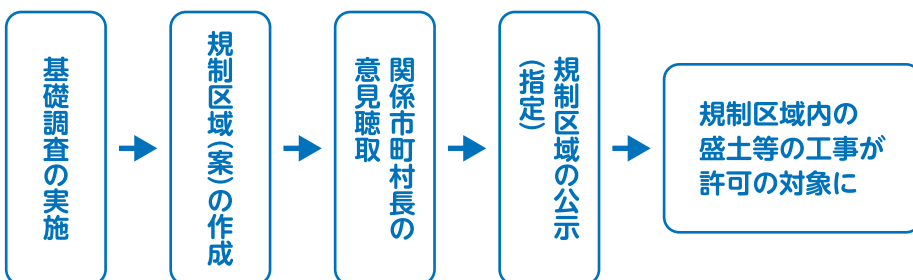 基礎調査の実施
規制区域(案)の作成
関係市町村長の
意見聴取
規制区域の公示
(指定)
規制区域内の
盛土等の工事が
許可の対象に